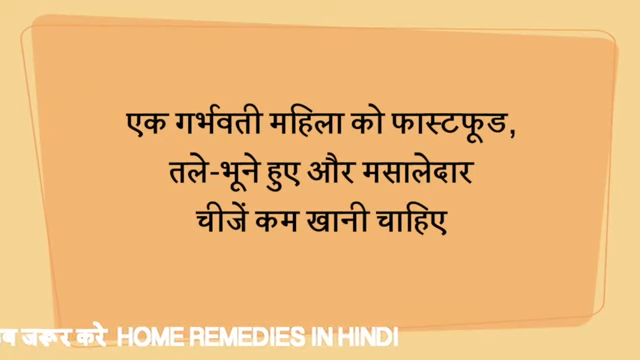 एक गर्भवती महिला को फास्टफूड,
तले-भूने हुए और मसालेदार
चीजें कम खानी चाहिए
जरूर करे HOME REMEDIES IN HINDI